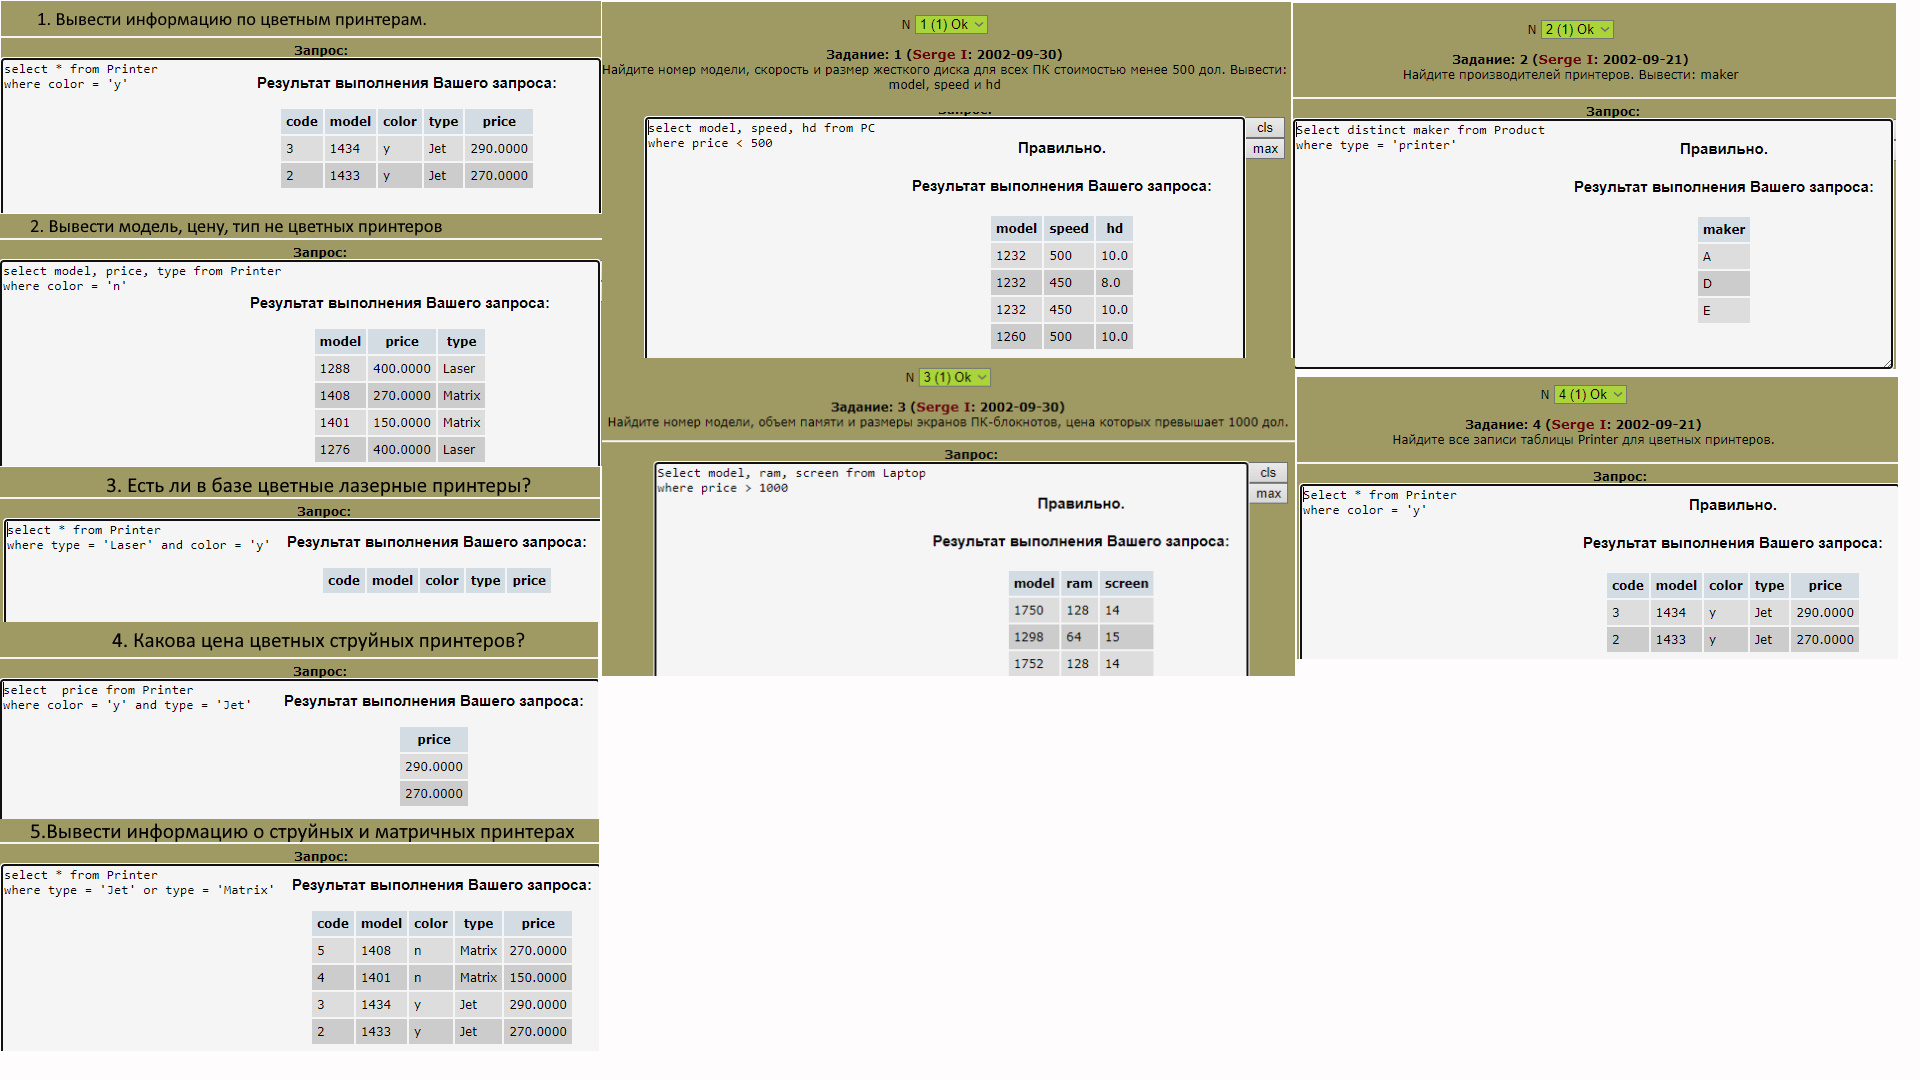 1. Вывести информацию по цветным принтерам.
Запрос:
select * from Printer
where color = 'y'
Результат выполнения Вашего запроса:
code model color type price
3 1434 y Jet 290.0000
2 1433 y Jet 270.0000
2. Вывести модель, цену, тип не цветных принтеров
Запрос:
select model, price, type from Printer
where color = 'n'
Результат выполнения Вашего запроса:
model price type
1288 400.0000 Laser
1408 270.0000 Matrix
1401 150.0000 Matrix
1276 400.0000 Laser
3. Есть ли в базе цветные лазерные принтеры?
Запрос:
select * from Printer
where type = 'Laser' and color = 'y'
Результат выполнения Вашего запроса:
code model color type price
4. Какова цена цветных струйных принтеров?
Запрос:
select  price from Printer
where color = 'y' and type = 'Jet'
Результат выполнения Вашего запроса:
price
290.0000
270.0000
5.Вывести информацию о струйных и матричных принтерах
Запрос:
select * from Printer
where type = 'Jet' or type = 'Matrix'
Результат выполнения Вашего запроса:
code model color type price
5 1408 n Matrix 270.0000
4 1401 n Matrix 150.0000
3 1434 y Jet 290.0000
2 1433 y Jet 270.0000
N 1 (1) Ok
Задание: 1 (Serge I: 2002-09-30)
Найдите номер модели, скорость и размер жесткого диска для всех ПК стоимостью менее 500 дол. Вывести:
model, speed и hd
Запрос:
cls
max
select model, speed, hd from PC
where price < 500
Правильно.
Результат выполнения Вашего запроса:
model speed hd
1232 500 10.0
1232 450 8.0
1232 450 10.0
1260 500 10.0
N 3 (1) Ok
Задание: 3 (Serge I: 2002-09-30)
Найдите номер модели, объем памяти и размеры экранов ПК-блокнотов, цена которых превышает 1000 дол.
Запрос:
cls
max
Select model, ram, screen from Laptop
where price > 1000
Правильно.
Результат выполнения Вашего запроса:
model ram screen
1750 128 14
1298 64 15
1752 128 14
N 2 (1) Ok
Задание: 2 (Serge I: 2002-09-21)
Найдите производителей принтеров. Вывести: maker
Запрос:
Select distinct maker from Product
where type = 'printer'
Правильно.
Результат выполнения Вашего запроса:
maker
A
D
E
N 4 (1) Ok
Задание: 4 (Serge I: 2002-09-21)
Найдите все записи таблицы Printer для цветных принтеров.
Запрос:
Select * from Printer
where color = 'y'
Правильно.
Результат выполнения Вашего запроса:
code model color type price
3 1434 y Jet 290.0000
2 1433 y Jet 270.0000